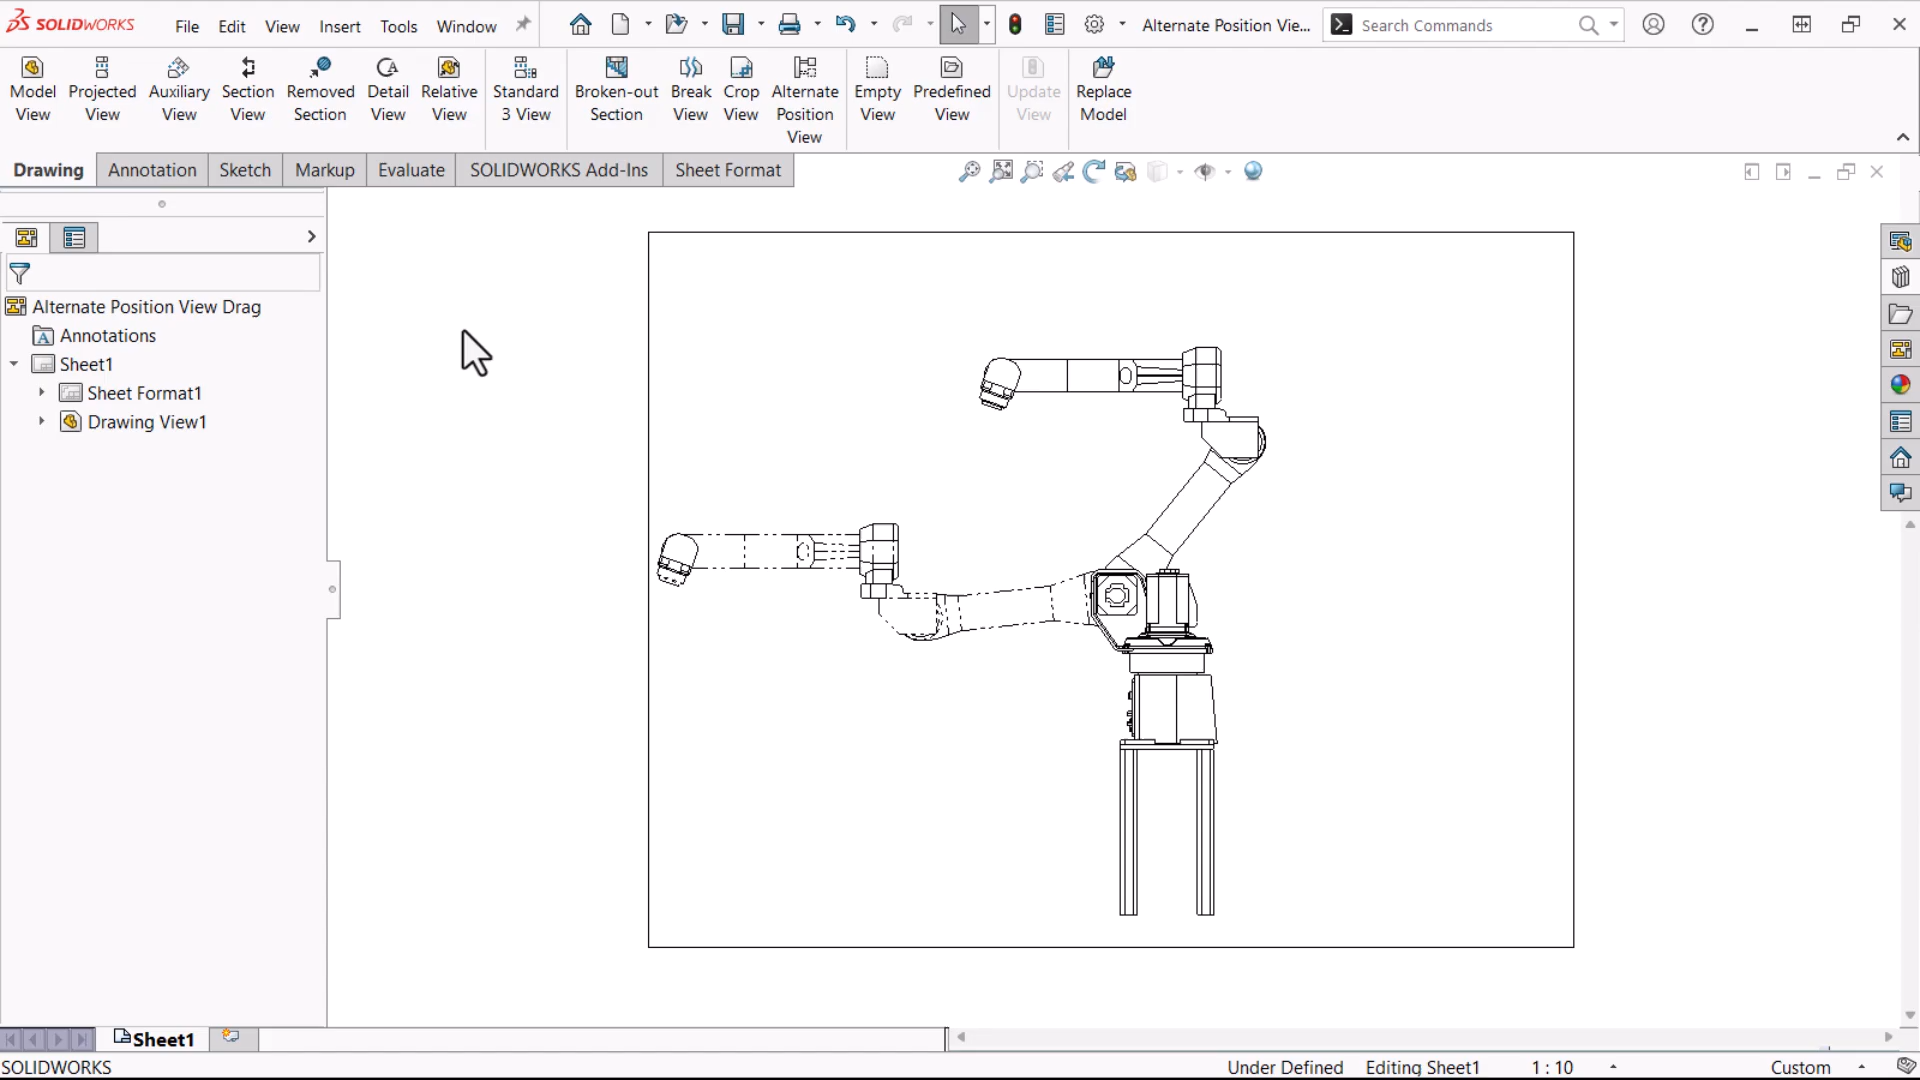 SOLIDWORKS File Edit View Insert Tools Window Alternate Position Vie... Search Commands
Model View
Projected View
Auxiliary View
Section View
Removed Section
Detail View
Relative View
Standard 3 View
Broken-out Section
Break View
Crop View
Alternate Position View
Empty View
Predefined View
Update View
Replace Model
Drawing Annotation Sketch Markup Evaluate SOLIDWORKS Add-Ins Sheet Format
Alternate Position View Drag
Annotations
Sheet1
Sheet Format1
Drawing View1
Sheet1
SOLIDWORKS Under Defined Editing Sheet1 1 : 10 Custom